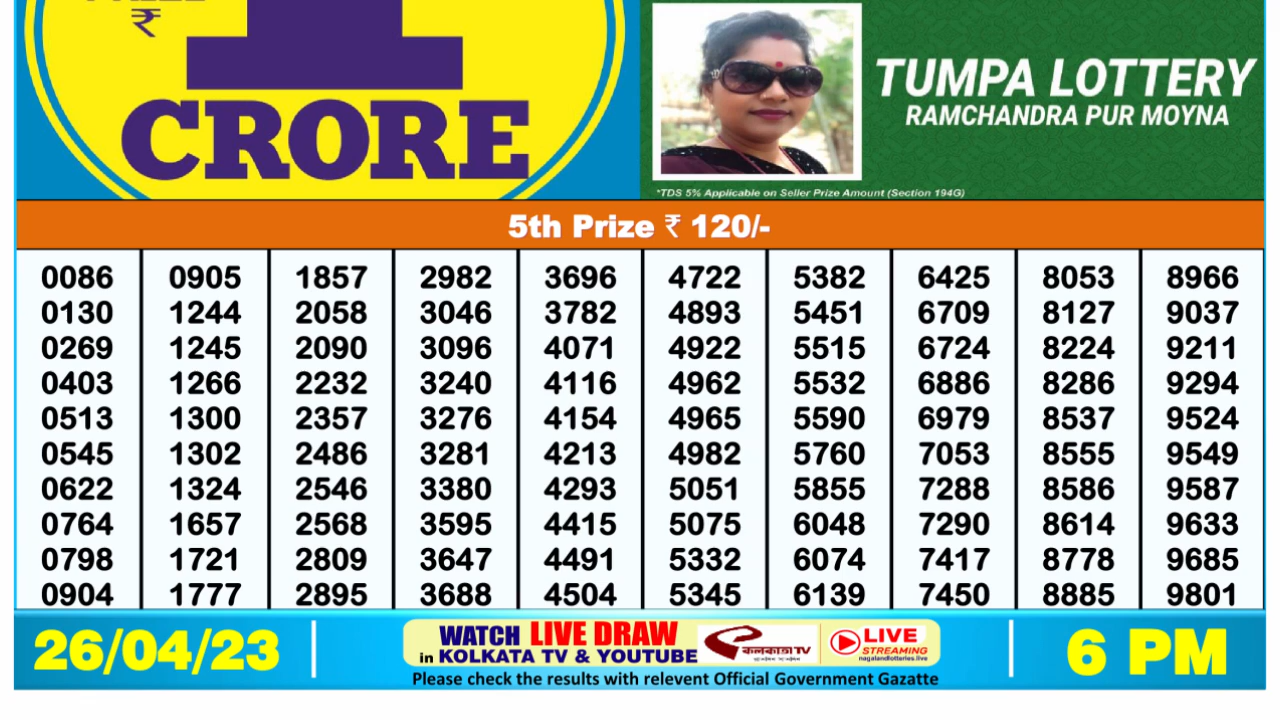 ₹
CRORE
TUMPA LOTTERY
RAMCHANDRA PUR MOYNA
*TDS 5% Applicable on Seller Prize Amount (Section 194G)
5th Prize ₹ 120/-
0086 0905 1857 2982 3696 4722 5382 6425 8053 8966
0130 1244 2058 3046 3782 4893 5451 6709 8127 9037
0269 1245 2090 3096 4071 4922 5515 6724 8224 9211
0403 1266 2232 3240 4116 4962 5532 6886 8286 9294
0513 1300 2357 3276 4154 4965 5590 6979 8537 9524
0545 1302 2486 3281 4213 4982 5760 7053 8555 9549
0622 1324 2546 3380 4293 5051 5855 7288 8586 9587
0764 1657 2568 3595 4415 5075 6048 7290 8614 9633
0798 1721 2809 3647 4491 5332 6074 7417 8778 9685
0904 1777 2895 3688 4504 5345 6139 7450 8885 9801
26/04/23
WATCH LIVE DRAW
in KOLKATA TV & YOUTUBE
কলকাতা TV
LIVE
STREAMING
nagalandlotteries.live
Please check the results with relevent Official Government Gazatte
6 PM